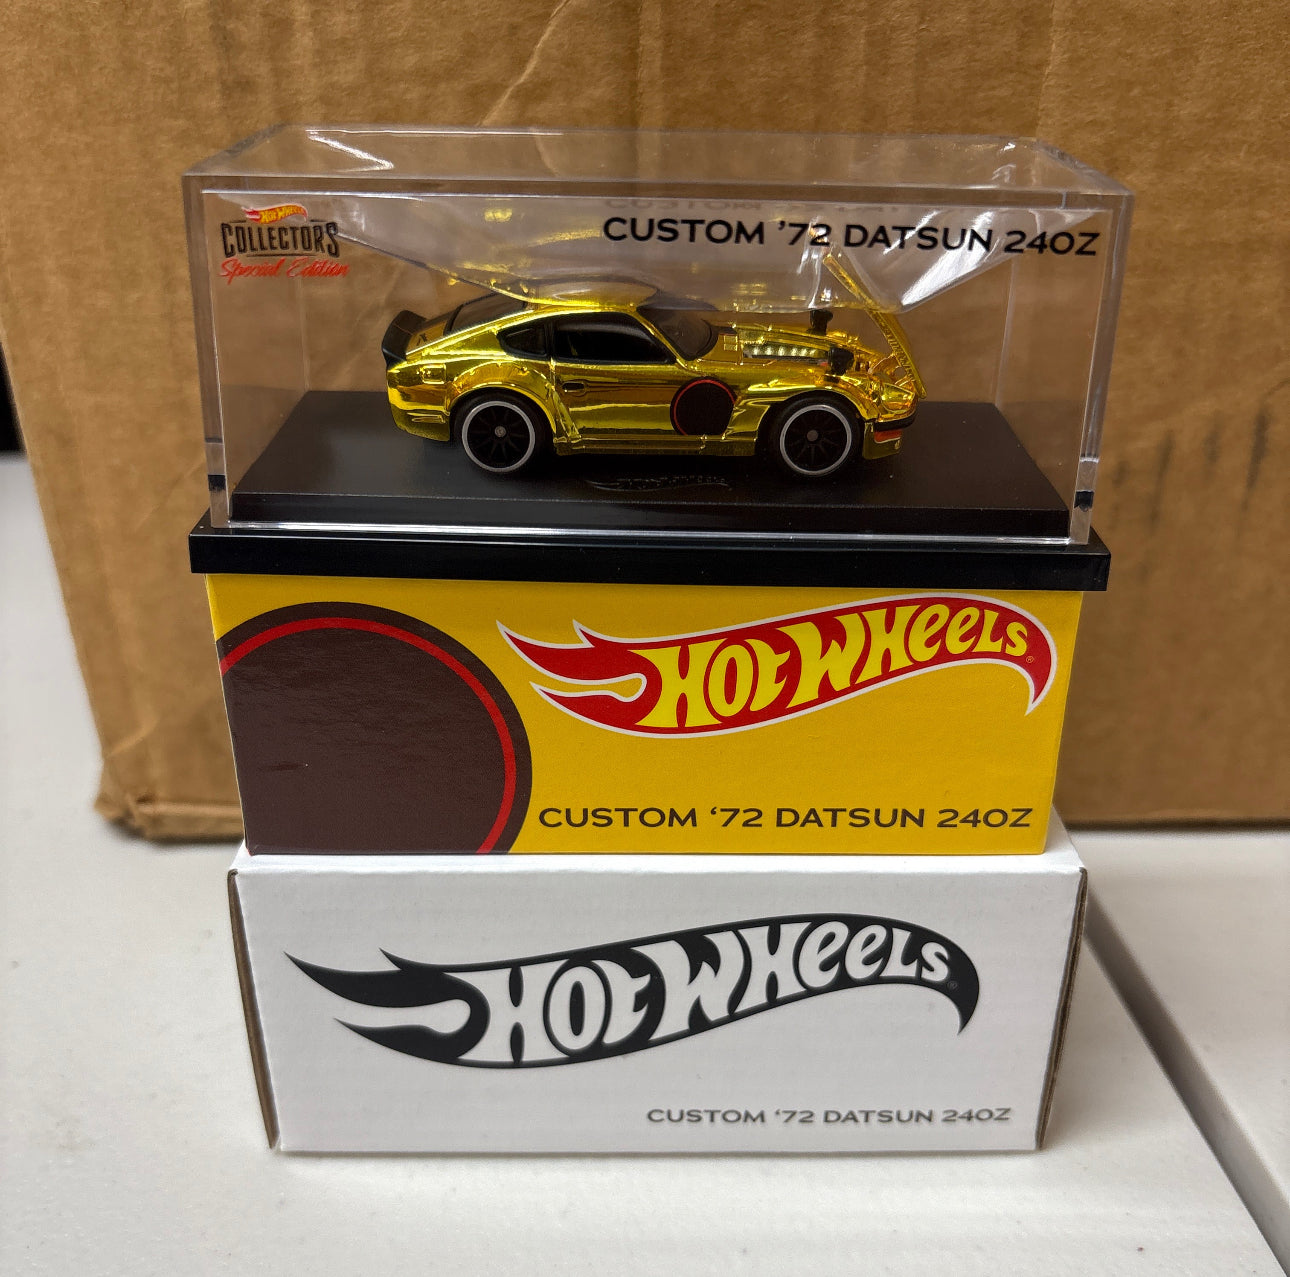 HOT WHEELS
COLLECTORS
Special Edition
CUSTOM '72 DATSUN 240Z
HOT WHEELS®
CUSTOM '72 DATSUN 240Z
HOT WHEELS®
CUSTOM '72 DATSUN 240Z